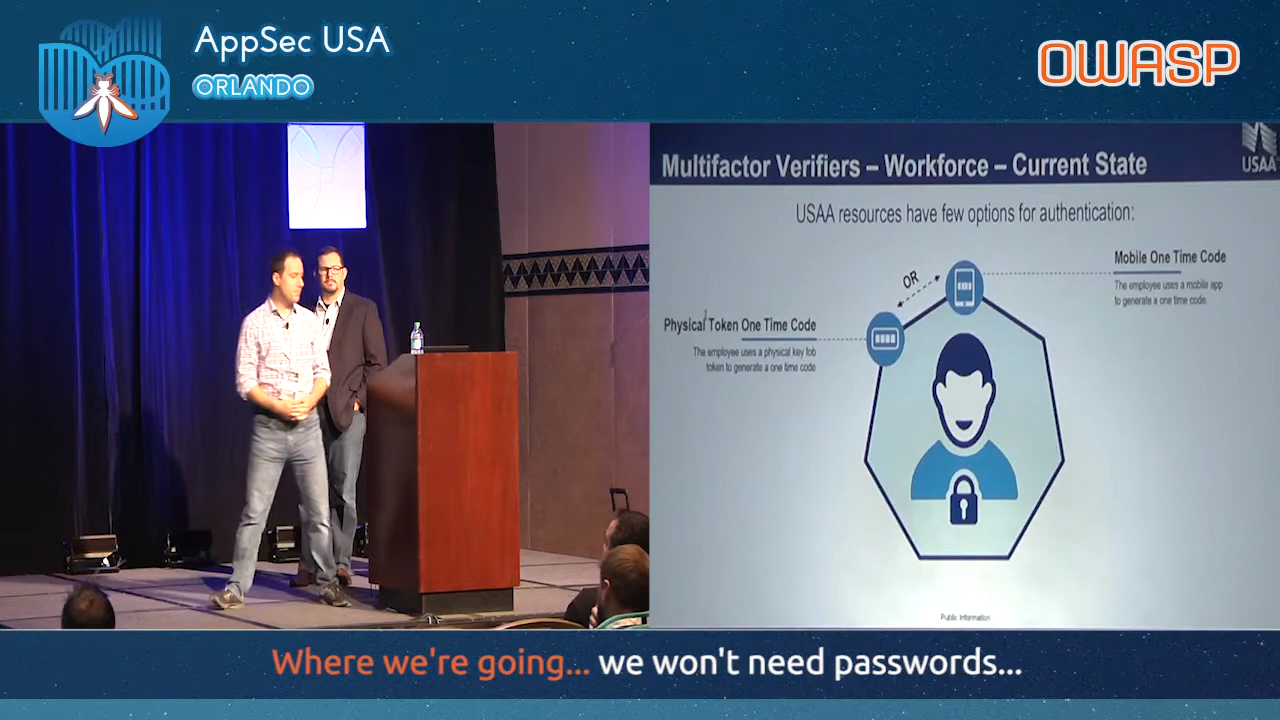 AppSec USA
ORLANDO
OWASP
Multifactor Verifiers – Workforce – Current State
USAA
USAA resources have few options for authentication:
Mobile One Time Code
The employee uses a mobile app
to generate a one time code.
OR
Physical Token One Time Code
The employee uses a physical key fob
token to generate a one time code
Public Information
Where we're going... we won't need passwords...